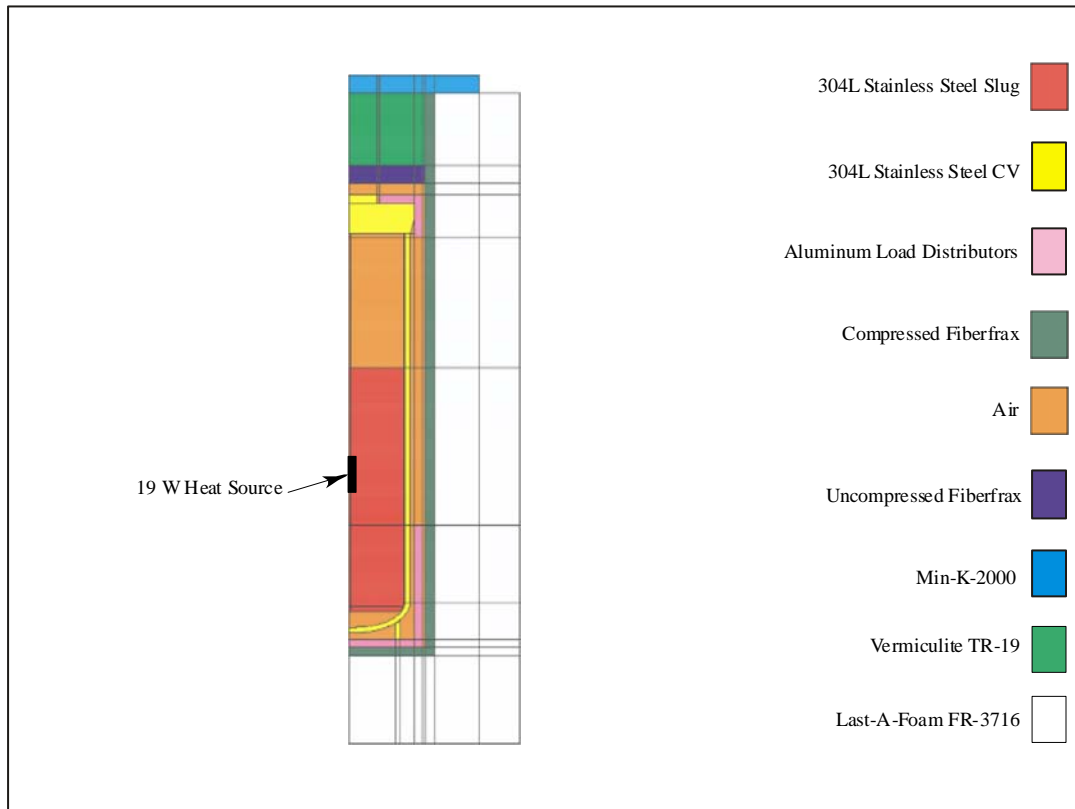 304L Stainless Steel Slug
304L Stainless Steel CV
Aluminum Load Distributors
Compressed Fiberfrax
Air
19 W Heat Source
Uncompressed Fiberfrax
Min-K-2000
Vermiculite TR-19
Last-A-Foam FR-3716